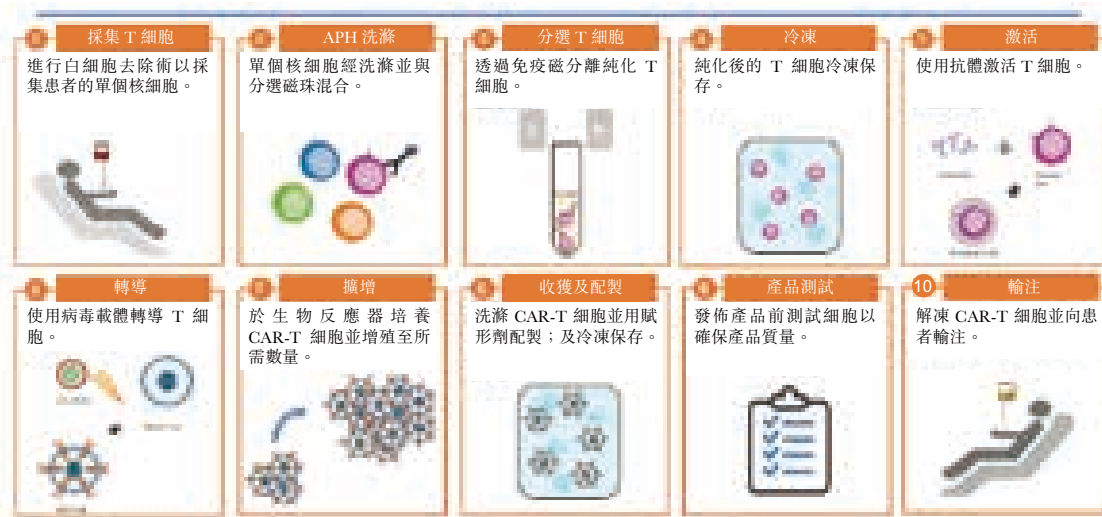 採集 T 細胞
進行白細胞去除術以採
集患者的單個核細胞。
APH 洗滌
單個核細胞經洗滌並與
分選磁珠混合。
分選 T 細胞
透過免疫磁分離純化 T
細胞。
冷凍
純化後的 T 細胞冷凍保
存。
激活
使用抗體激活 T 細胞。
轉導
使用病毒載體轉導 T 細
胞。
擴增
於生物反應器培養
CAR-T 細胞並增殖至所
需數量。
收獲及配製
洗滌 CAR-T 細胞並用賦
形劑配製；及冷凍保存。
產品測試
發佈產品前測試細胞以
確保產品質量。
10
輸注
解凍 CAR-T 細胞並向患
者輸注。